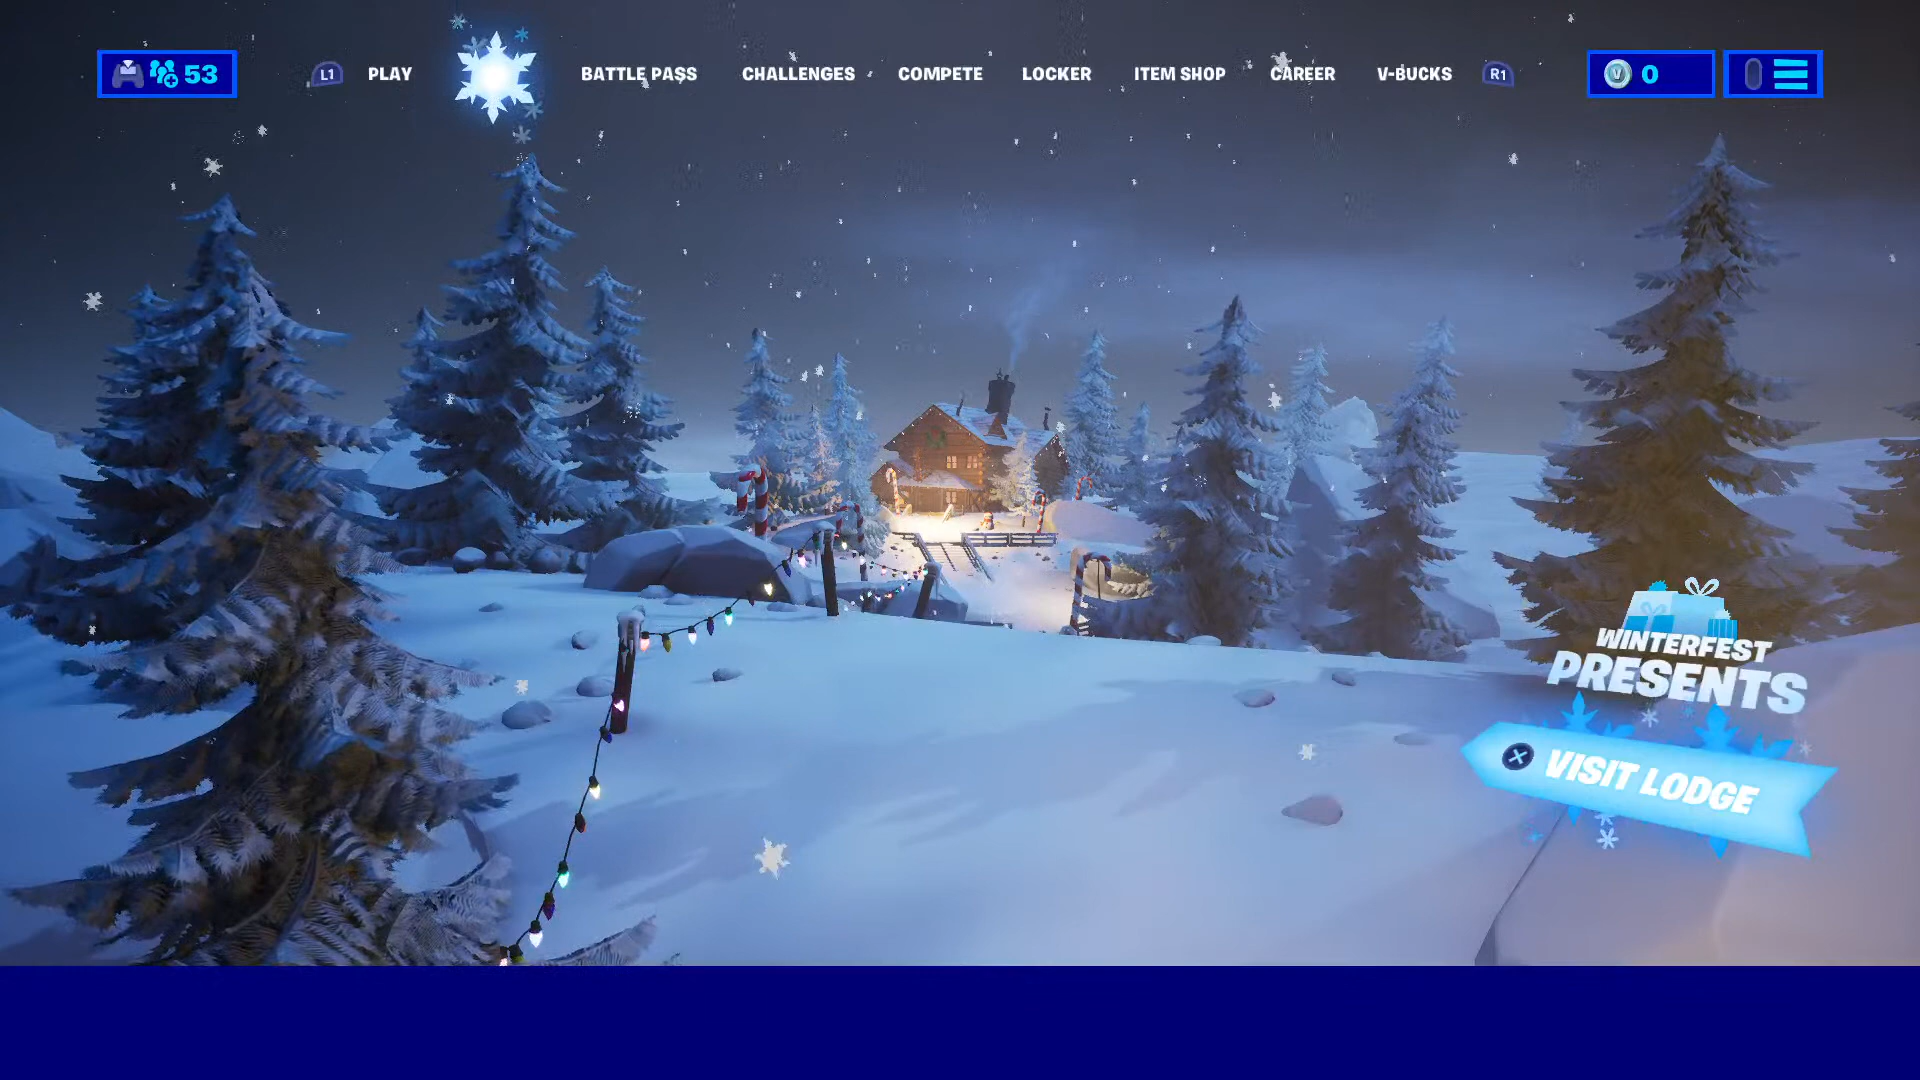 53
L1
PLAY
BATTLE PASS
CHALLENGES
COMPETE
LOCKER
ITEM SHOP
CAREER
V-BUCKS
R1
V
0
WINTERFEST
PRESENTS
VISIT LODGE